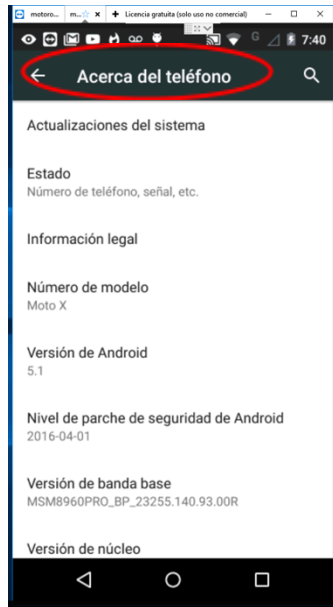 motoro... m... Licencia gratuita (solo uso no comercial)
G 7:40
Acerca del teléfono
Actualizaciones del sistema
Estado
Número de teléfono, señal, etc.
Información legal
Número de modelo
Moto X
Versión de Android
5.1
Nivel de parche de seguridad de Android
2016-04-01
Versión de banda base
MSM8960PRO_BP_23255.140.93.00R
Versión de núcleo